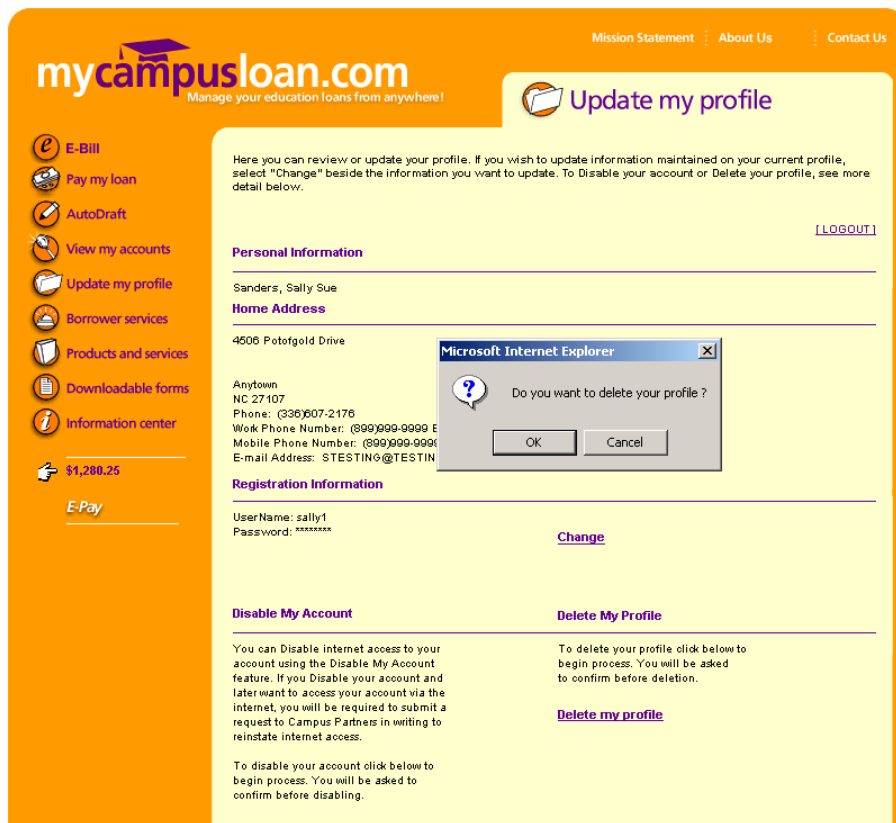 Mission Statement
About Us
Contact Us
mycampusloan.com
Manage your education loans from anywhere!
Update my profile
E-Bill
Pay my loan
AutoDraft
View my accounts
Update my profile
Borrower services
Products and services
Downloadable forms
Information center
$1,280.25
E-Pay
Here you can review or update your profile. If you wish to update information maintained on your current profile,
select "Change" beside the information you want to update. To Disable your account or Delete your profile, see more
detail below.
[LOGOUT]
Personal Information
Sanders, Sally Sue
Home Address
4506 Potofgold Drive
Anytown
NC 27107
Phone: (336)607-2176
Work Phone Number: (899)999-9999 E
Mobile Phone Number: (899)999-9999
E-mail Address: STESTING@TESTIN
Microsoft Internet Explorer
Do you want to delete your profile ?
OK
Cancel
Registration Information
UserName: sally1
Password: ********
Change
Disable My Account
You can Disable internet access to your
account using the Disable My Account
feature. If you Disable your account and
later want to access your account via the
internet, you will be required to submit a
request to Campus Partners in writing to
reinstate internet access.
To disable your account click below to
begin process. You will be asked to
confirm before disabling.
Delete My Profile
To delete your profile click below to
begin process. You will be asked
to confirm before deletion.
Delete my profile